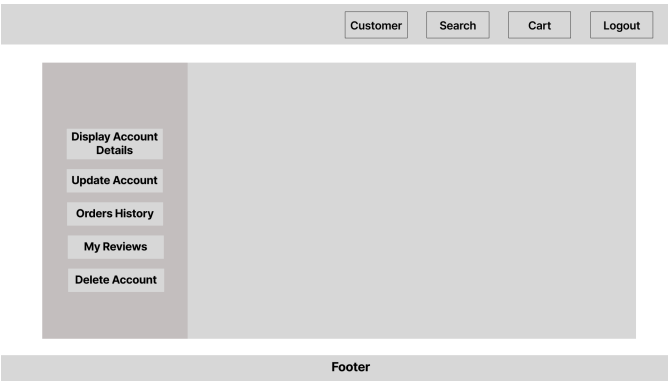 Customer
Search
Cart
Logout
Display Account
Details
Update Account
Orders History
My Reviews
Delete Account
Footer